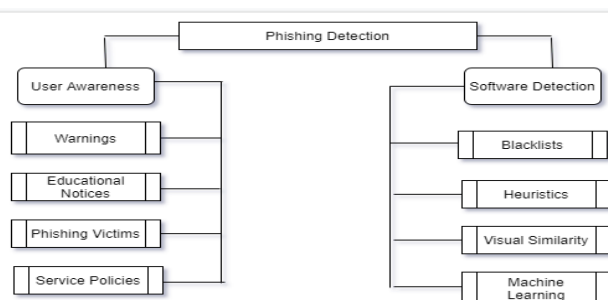 Phishing Detection
User Awareness
Software Detection
Warnings
Blacklists
Educational
Notices
Heuristics
Phishing Victims
Visual Similarity
Service Policies
Machine
Learning